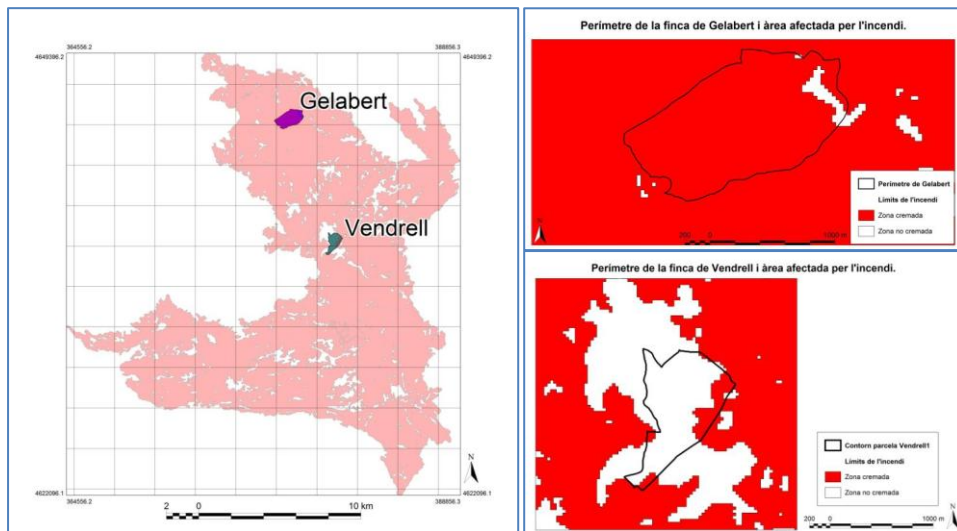 364556.2
388856.3
4649396.2
4649396.2
Gelabert
Vendrell
4622096.1
4622096.1
364556.2
388856.3
N
2 0 10 km
Perímetre de la finca de Gelabert i àrea afectada per l'incendi.
Perímetre de Gelabert
Límits de l'incendi
Zona cremada
Zona no cremada
N
200 0 1000 m
Perímetre de la finca de Vendrell i àrea afectada per l'incendi.
Contorn parcela Vendrell1
Límits de l'incendi
Zona cremada
Zona no cremada
200 0 1000 m
N